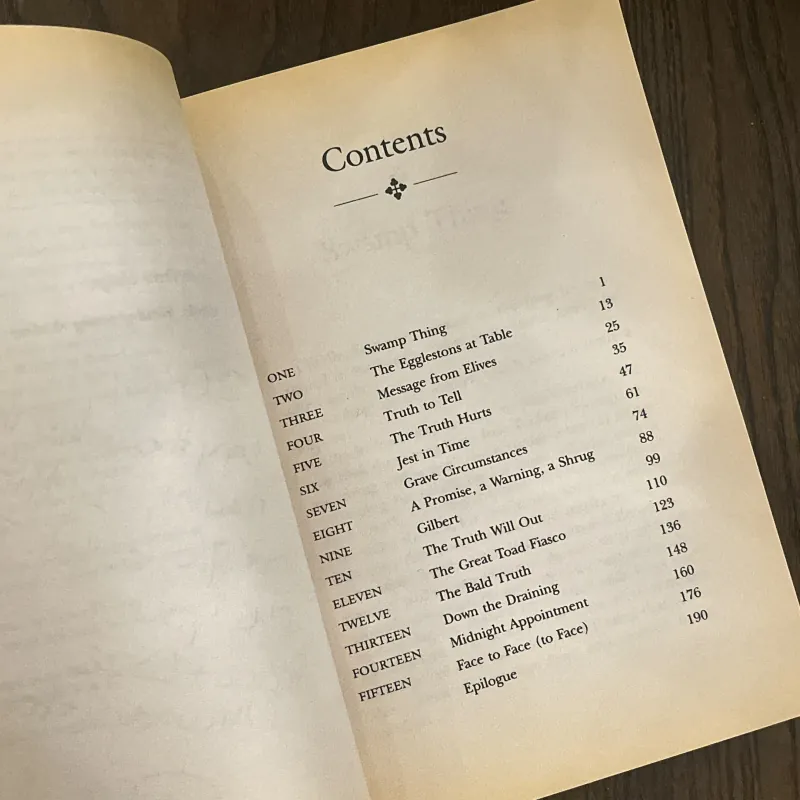 Contents
ONE Swamp Thing 1
TWO The Egglestons at Table 13
THREE Message from Elives 25
FOUR Truth to Tell 35
FIVE The Truth Hurts 47
SIX Jest in Time 61
SEVEN Grave Circumstances 74
EIGHT A Promise, a Warning, a Shrug 88
NINE Gilbert 99
TEN The Truth Will Out 110
ELEVEN The Great Toad Fiasco 123
TWELVE The Bald Truth 136
THIRTEEN Down the Draining 148
FOURTEEN Midnight Appointment 160
FIFTEEN Face to Face (to Face) 176
Epilogue 190